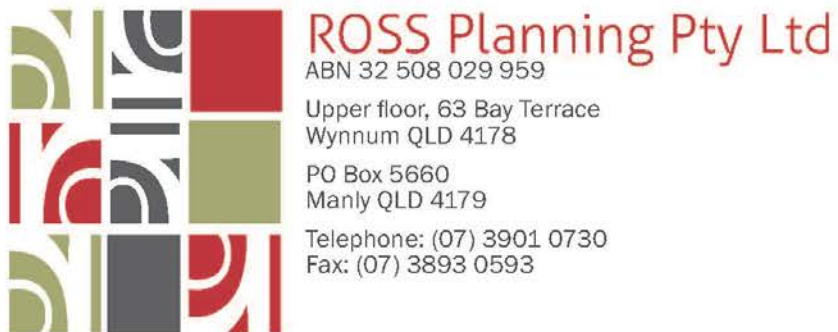 ROSS Planning Pty Ltd
ABN 32 508 029 959
Upper floor, 63 Bay Terrace
Wynnum QLD 4178
PO Box 5660
Manly QLD 4179
Telephone: (07) 3901 0730
Fax: (07) 3893 0593